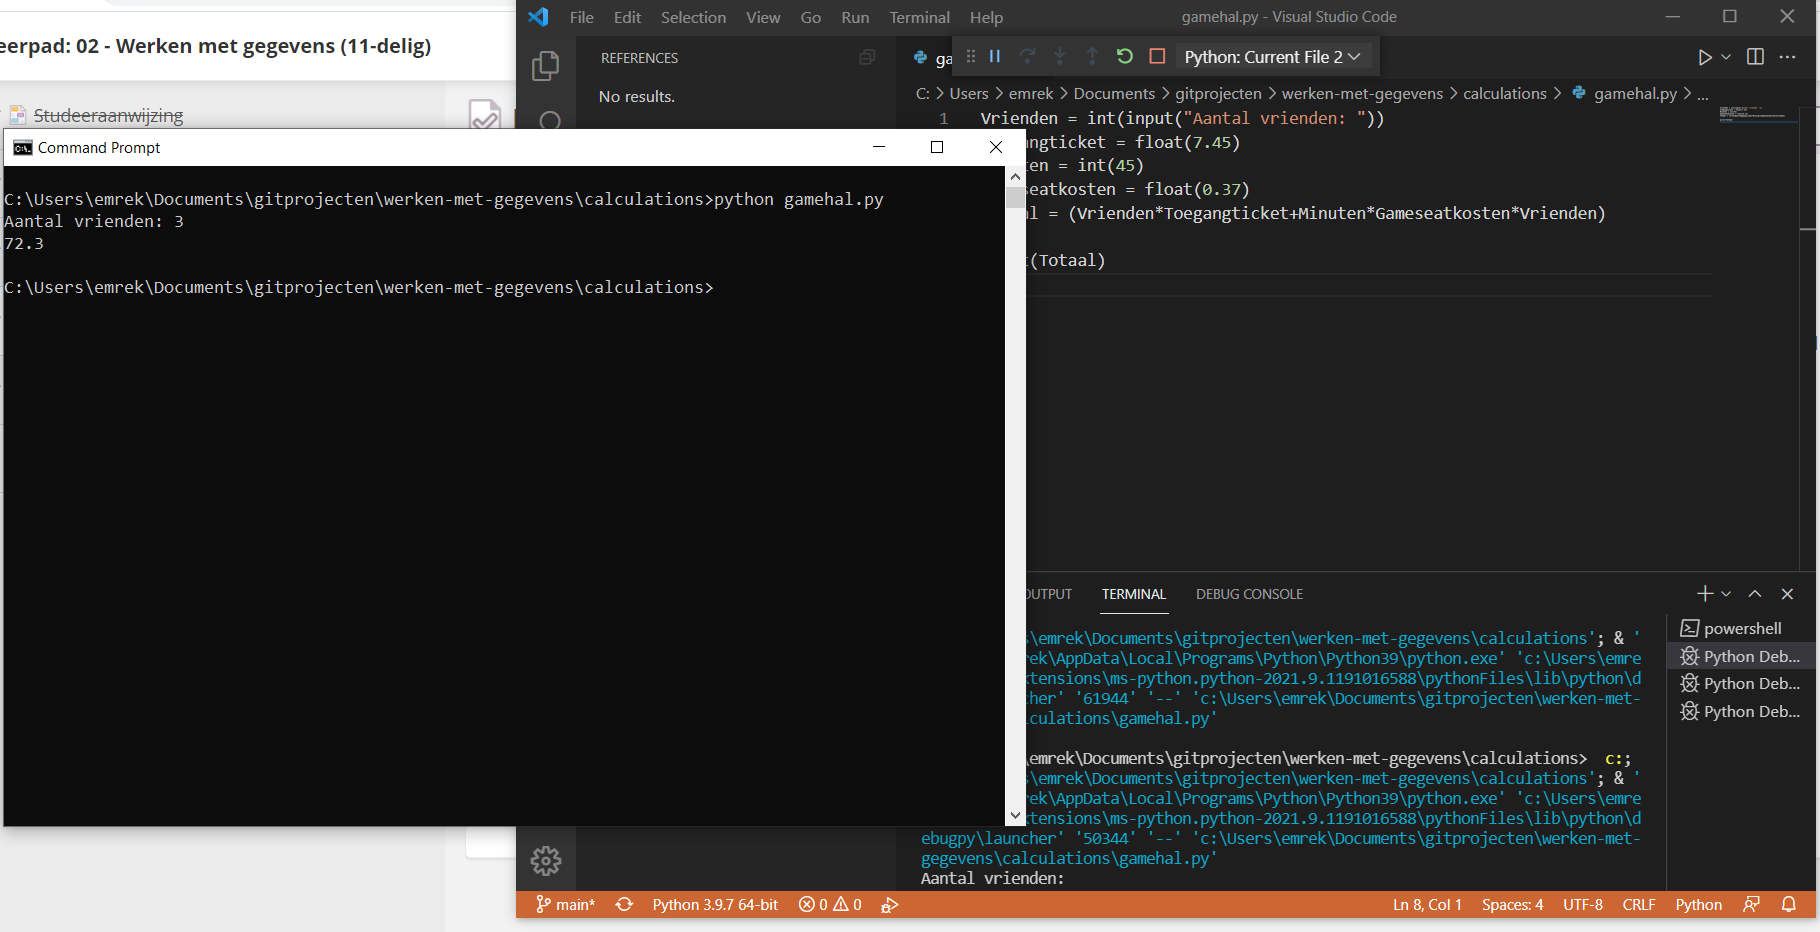 eerpad: 02 - Werken met gegevens (11-delig)
Studeeraanwijzing
File Edit Selection View Go Run Terminal Help
gamehal.py - Visual Studio Code
REFERENCES
No results.
ga
Python: Current File 2
C: > Users > emrek > Documents > gitprojecten > werken-met-gegevens > calculations > gamehal.py > ...
1 Vrienden = int(input("Aantal vrienden: "))
ngticket = float(7.45)
en = int(45)
seatkosten = float(0.37)
l = (Vrienden*Toegangticket+Minuten*Gameseatkosten*Vrienden)
t(Totaal)
Command Prompt
C:\Users\emrek\Documents\gitprojecten\werken-met-gegevens\calculations>python gamehal.py
Aantal vrienden: 3
72.3
C:\Users\emrek\Documents\gitprojecten\werken-met-gegevens\calculations>
OUTPUT TERMINAL DEBUG CONSOLE
s\emrek\Documents\gitprojecten\werken-met-gegevens\calculations'; & '
rek\AppData\Local\Programs\Python\Python39\python.exe' 'c:\Users\emre
xtensions\ms-python.python-2021.9.1191016588\pythonFiles\lib\python\d
cher' '61944' '--' 'c:\Users\emrek\Documents\gitprojecten\werken-met-
lculations\gamehal.py'
\emrek\Documents\gitprojecten\werken-met-gegevens\calculations> c:;
s\emrek\Documents\gitprojecten\werken-met-gegevens\calculations'; & '
rek\AppData\Local\Programs\Python\Python39\python.exe' 'c:\Users\emre
xtensions\ms-python.python-2021.9.1191016588\pythonFiles\lib\python\d
ebugpy\launcher' '50344' '--' 'c:\Users\emrek\Documents\gitprojecten\werken-met-
gegevens\calculations\gamehal.py'
Aantal vrienden:
powershell
Python Deb...
Python Deb...
Python Deb...
main* Python 3.9.7 64-bit 0 0
Ln 8, Col 1 Spaces: 4 UTF-8 CRLF Python